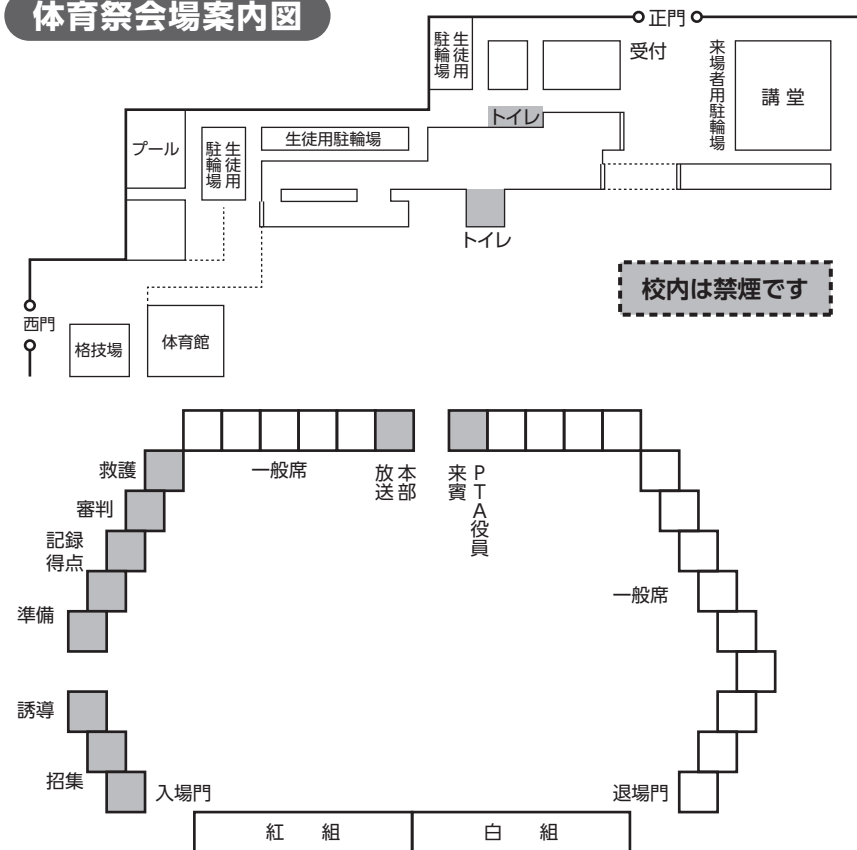 体育祭会場案内図
正門
生徒用
駐輪場
受付
来場者用駐輪場
講堂
トイレ
プール
生徒用
駐輪場
生徒用駐輪場
トイレ
校内は禁煙です
西門
格技場
体育館
救護
一般席
本部
放送
PTA役員
来賓
審判
記録
得点
一般席
準備
誘導
招集
入場門
退場門
紅 組
白 組